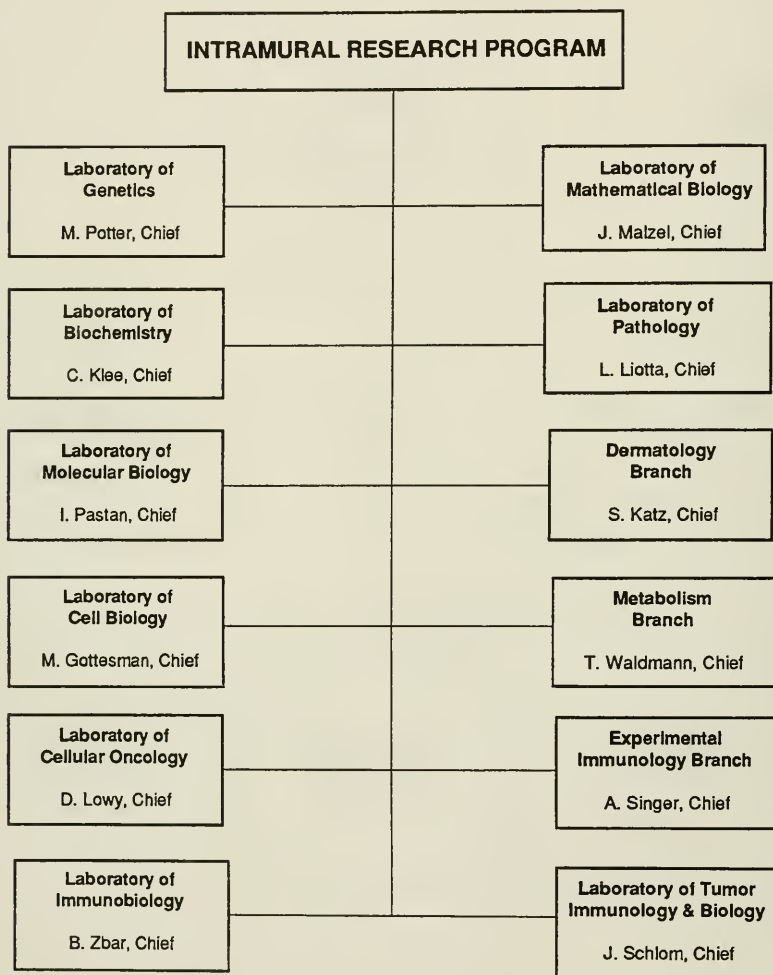 INTRAMURAL RESEARCH PROGRAM
Laboratory of
Genetics
M. Potter, Chief
Laboratory of
Mathematical Biology
J. Maizel, Chief
Laboratory of
Biochemistry
C. Klee, Chief
Laboratory of
Pathology
L. Liotta, Chief
Laboratory of
Molecular Biology
I. Pastan, Chief
Dermatology
Branch
S. Katz, Chief
Laboratory of
Cell Biology
M. Gottesman, Chief
Metabolism
Branch
T. Waldmann, Chief
Laboratory of
Cellular Oncology
D. Lowy, Chief
Experimental
Immunology Branch
A. Singer, Chief
Laboratory of
Immunobiology
B. Zbar, Chief
Laboratory of Tumor
Immunology & Biology
J. Schlom, Chief